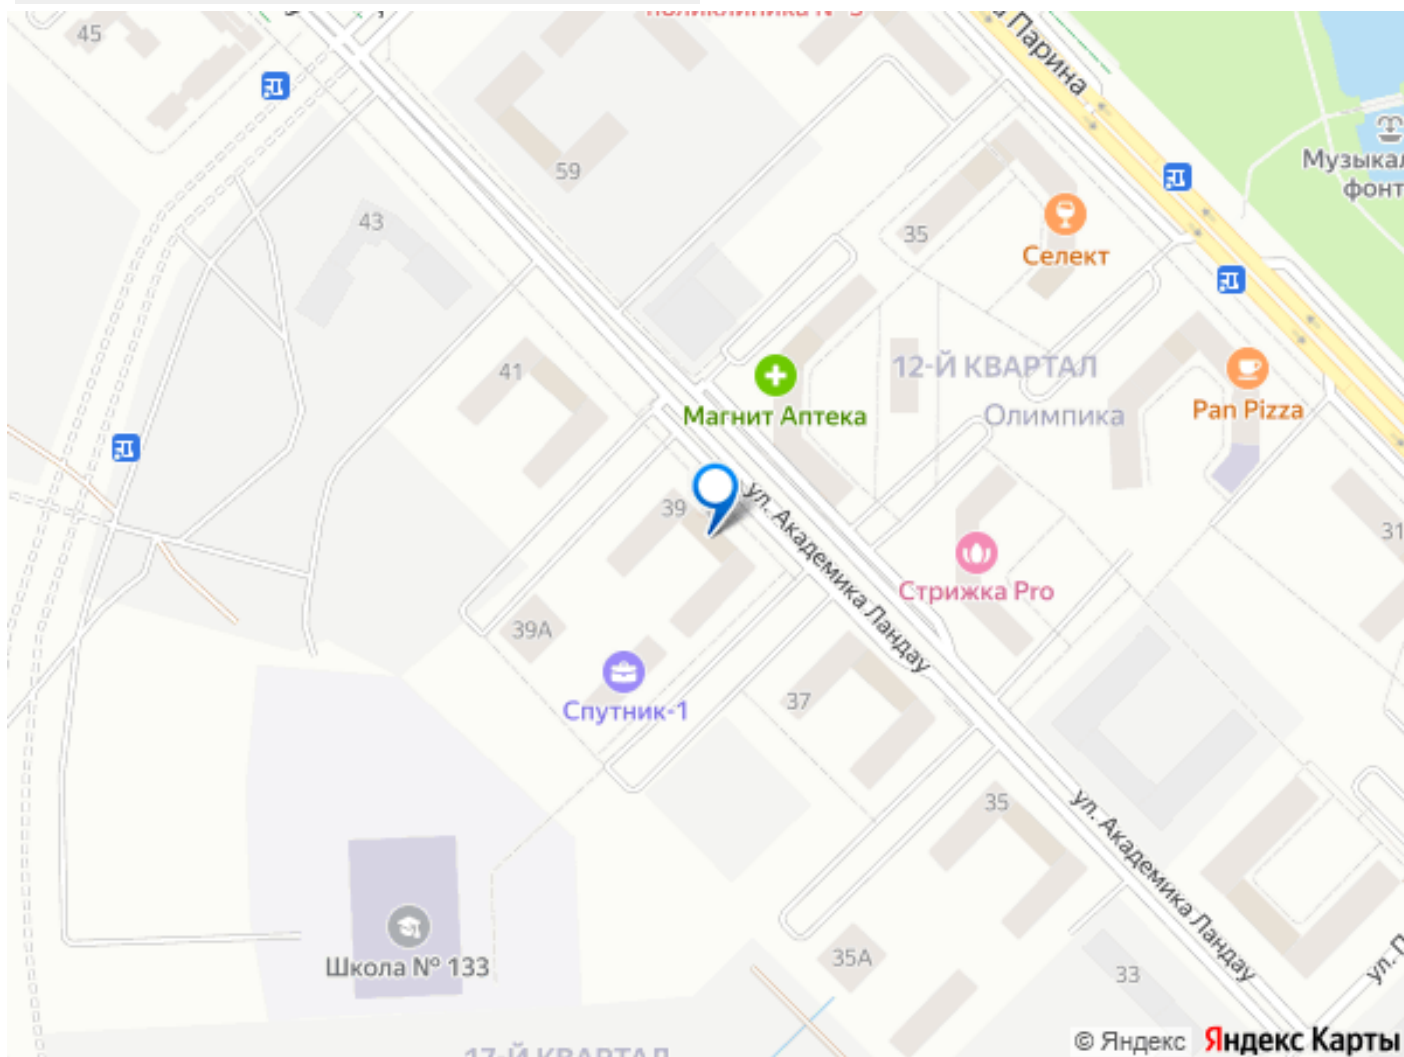 45
а Парина
59
Музыкал
фонт
43
35
Селект
41
12-Й КВАРТАЛ
Магнит Аптека
Олимпика
Pan Pizza
39
ул. Академика Ландау
31
Стрижка Pro
39А
Спутник-1
37
35
ул. Академика Ландау
Школа № 133
35А
33
17-Й КВАРТАЛ
© Яндекс Яндекс Карты